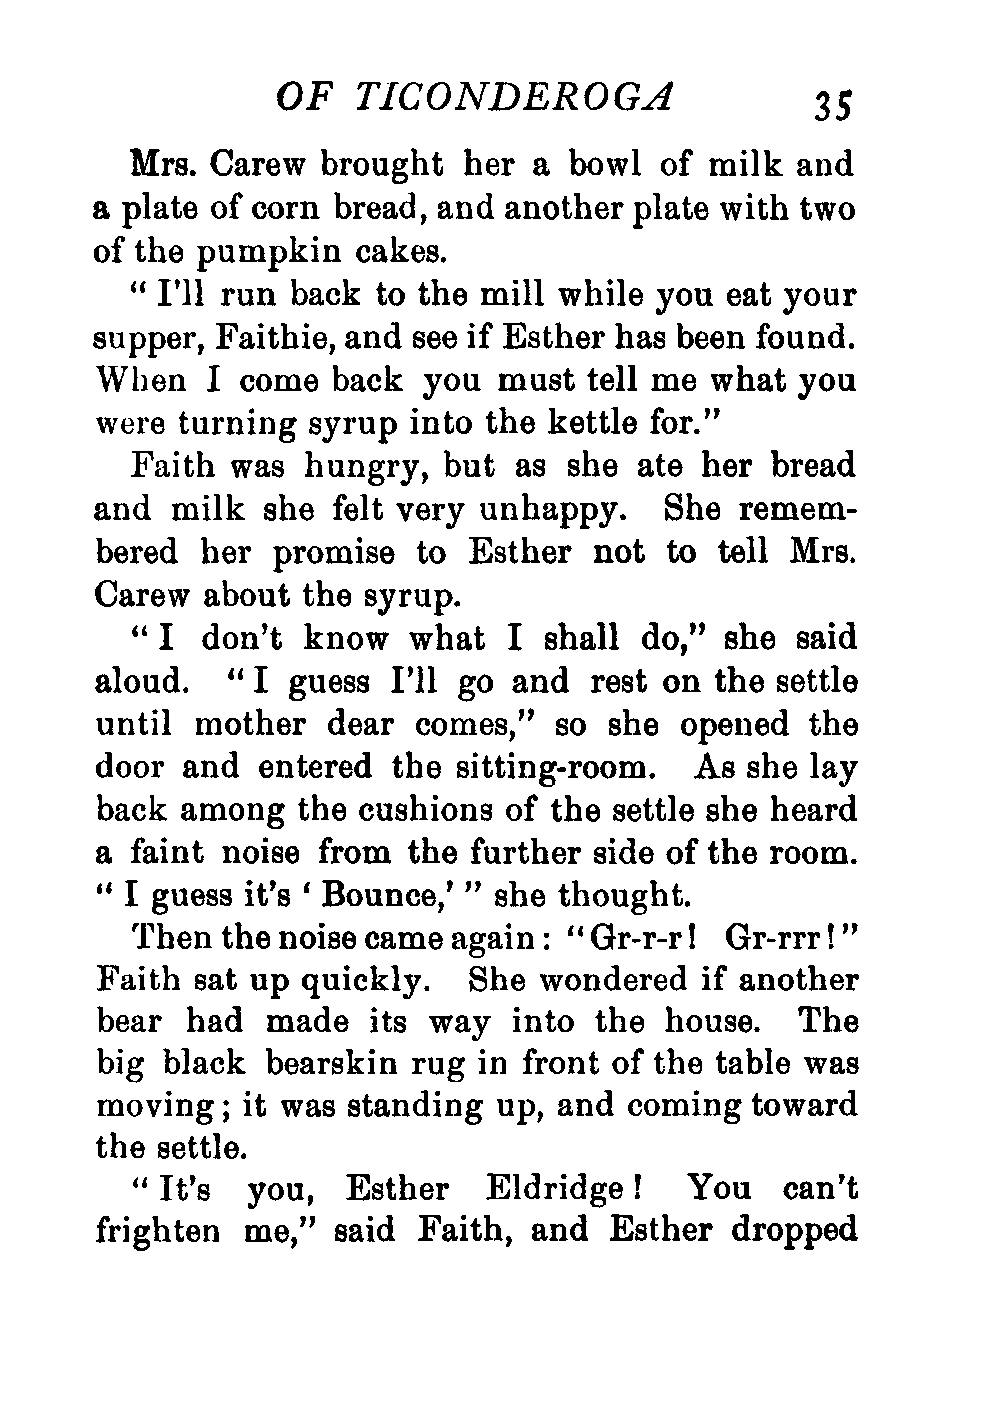 OF TICONDEROGA 35
Mrs. Carew brought her a bowl of milk and
a plate of corn bread, and another plate with two
of the pumpkin cakes.
“ I'll run back to the mill while you eat your
supper, Faithie, and see if Esther has been found.
When I come back you must tell me what you
were turning syrup into the kettle for.”
Faith was hungry, but as she ate her bread
and milk she felt very unhappy. She remem-
bered her promise to Esther not to tell Mrs.
Carew about the syrup.
“ I don't know what I shall do,” she said
aloud. “ I guess I'll go and rest on the settle
until mother dear comes,” so she opened the
door and entered the sitting-room. As she lay
back among the cushions of the settle she heard
a faint noise from the further side of the room.
“ I guess it's ‘ Bounce,’ ” she thought.
Then the noise came again : “Gr-r-r! Gr-rrr!”
Faith sat up quickly. She wondered if another
bear had made its way into the house. The
big black bearskin rug in front of the table was
moving ; it was standing up, and coming toward
the settle.
“ It's you, Esther Eldridge ! You can't
frighten me,” said Faith, and Esther dropped